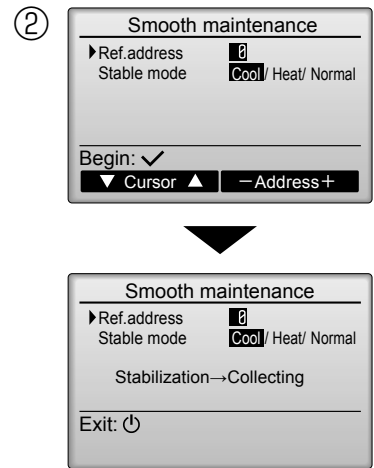 ②
Smooth maintenance
Ref.address 0
Stable mode Cool / Heat/ Normal
Begin: ✓
▼ Cursor ▲ −Address+
Smooth maintenance
Ref.address 0
Stable mode Cool / Heat/ Normal
Stabilization→Collecting
Exit: ⏻